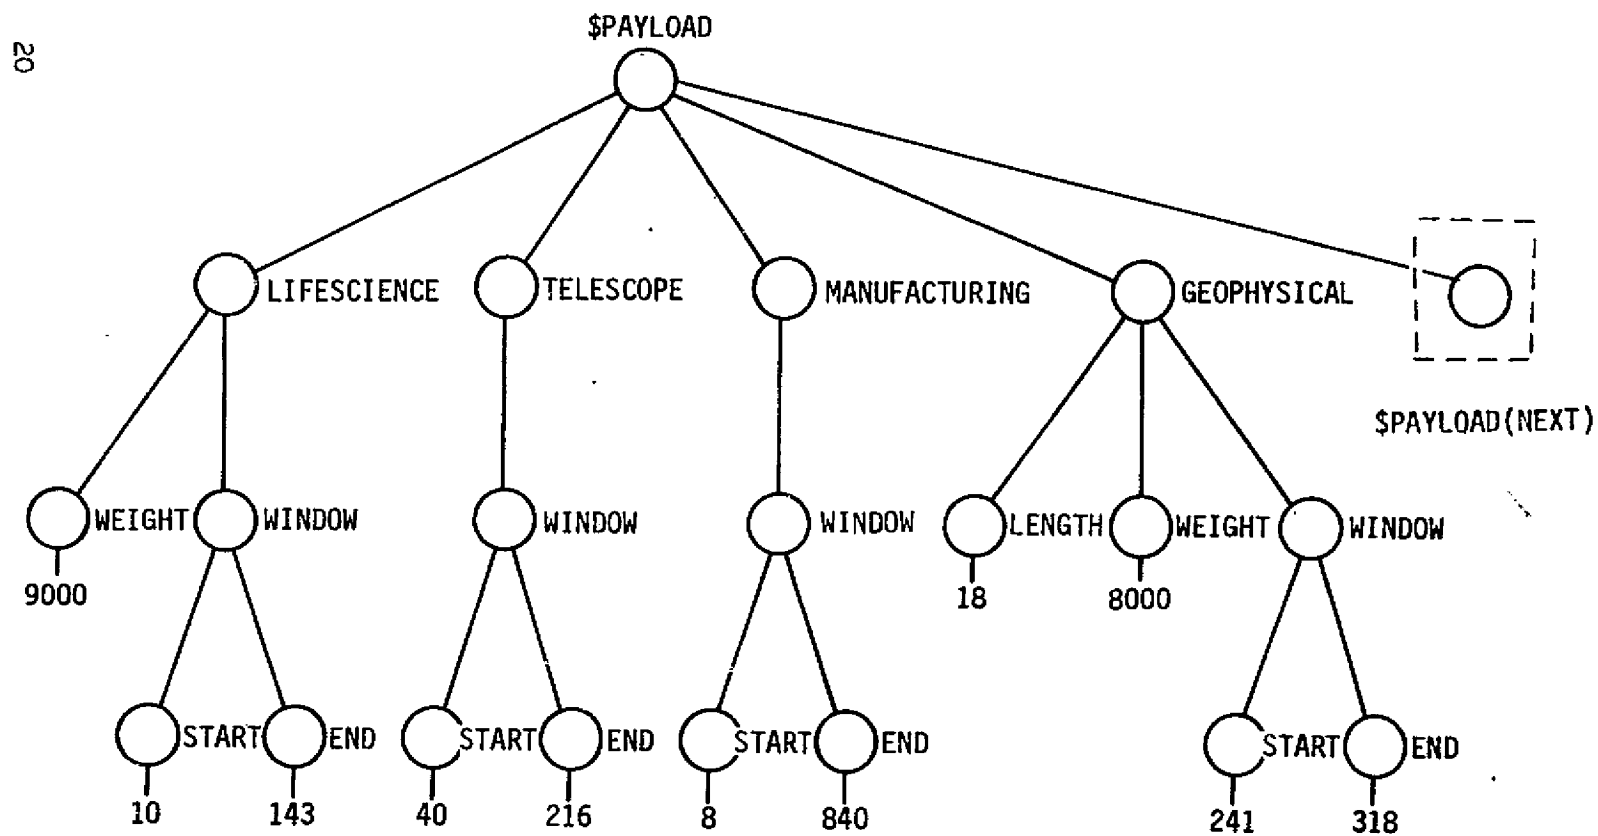 20
$PAYLOAD
LIFESCIENCE TELESCOPE MANUFACTURING GEOPHYSICAL
$PAYLOAD(NEXT)
WEIGHT WINDOW WINDOW WINDOW LENGTH WEIGHT WINDOW
9000 18 8000
START END START END START END START END
10 143 40 216 8 840 241 318